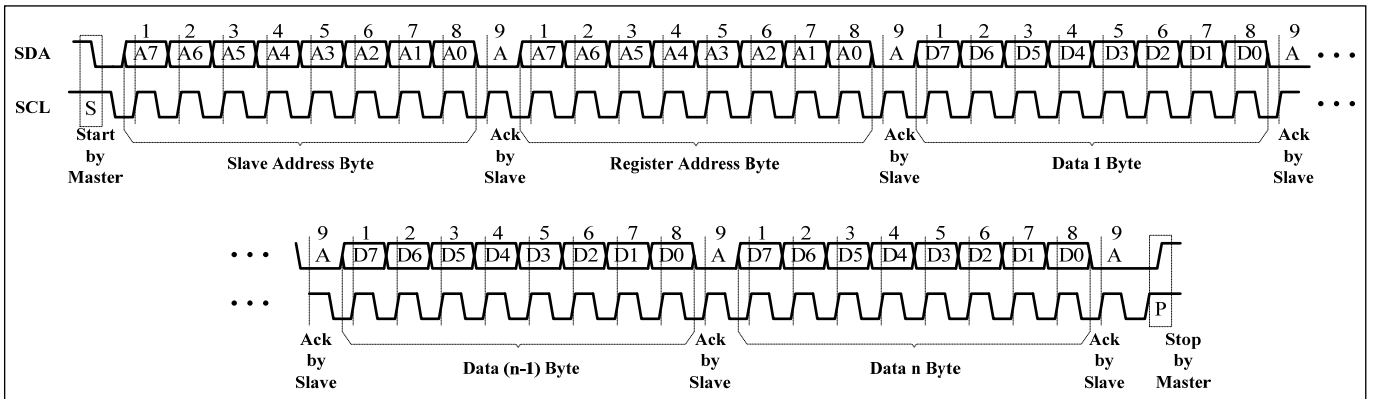 1 2 3 4 5 6 7 8 9 1 2 3 4 5 6 7 8 9 1 2 3 4 5 6 7 8 9
SDA A7 A6 A5 A4 A3 A2 A1 A0 A A7 A6 A5 A4 A3 A2 A1 A0 A D7 D6 D5 D4 D3 D2 D1 D0 A • • •
SCL S • • •
Start by Master
Slave Address Byte
Ack by Slave
Register Address Byte
Ack by Slave
Data 1 Byte
Ack by Slave
9 1 2 3 4 5 6 7 8 9 1 2 3 4 5 6 7 8 9
• • • A D7 D6 D5 D4 D3 D2 D1 D0 A D7 D6 D5 D4 D3 D2 D1 D0 A
• • • P
Ack by Slave
Data (n-1) Byte
Ack by Slave
Data n Byte
Ack by Slave
Stop by Master